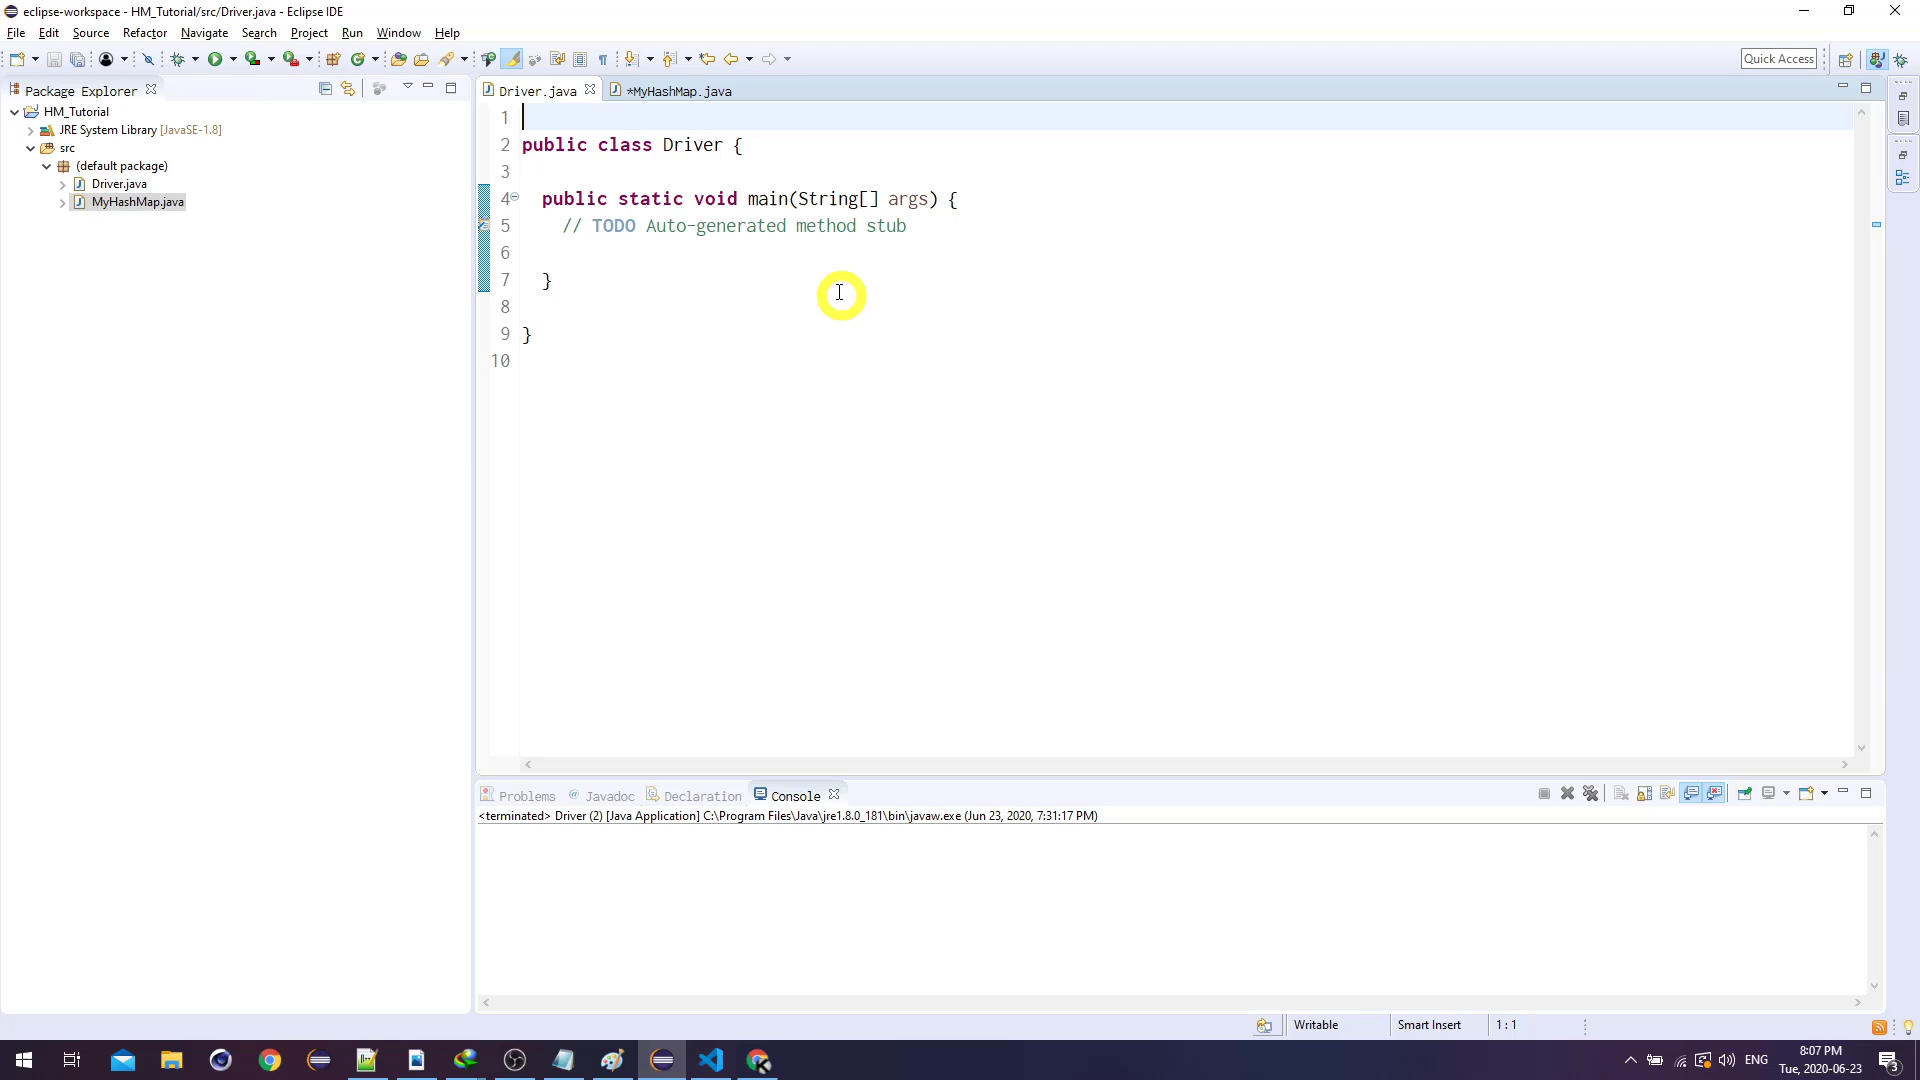 eclipse-workspace - HM_Tutorial/src/Driver.java - Eclipse IDE
File Edit Source Refactor Navigate Search Project Run Window Help
Quick Access
Package Explorer
HM_Tutorial
JRE System Library [JavaSE-1.8]
src
(default package)
Driver.java
MyHashMap.java
Driver.java *MyHashMap.java
1
2 public class Driver {
3
4 public static void main(String[] args) {
5 // TODO Auto-generated method stub
6
7 }
8
9 }
10
Problems @ Javadoc Declaration Console
<terminated> Driver (2) [Java Application] C:\Program Files\Java\jre1.8.0_181\bin\javaw.exe (Jun 23, 2020, 7:31:17 PM)
Writable Smart Insert 1 : 1
ENG
8:07 PM
Tue, 2020-06-23
3